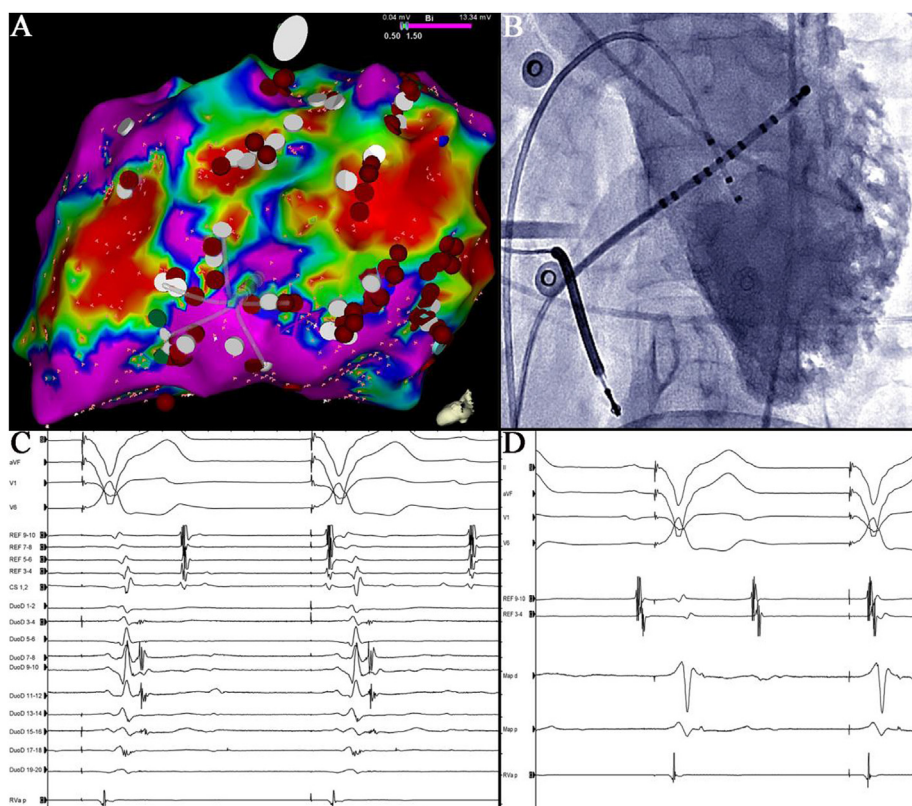 A
0.04 mV Bi 13.34 mV
0.50 1.50
B
C
aVF
V1
V6
REF 9-10
REF 7-8
REF 5-6
REF 3-4
CS 1,2
DuoD 1-2
DuoD 3-4
DuoD 5-6
DuoD 7-8
DuoD 9-10
DuoD 11-12
DuoD 13-14
DuoD 15-16
DuoD 17-18
DuoD 19-20
RVa p
D
II
aVF
V1
V6
REF 9-10
REF 3-4
Map d
Map p
RVa p